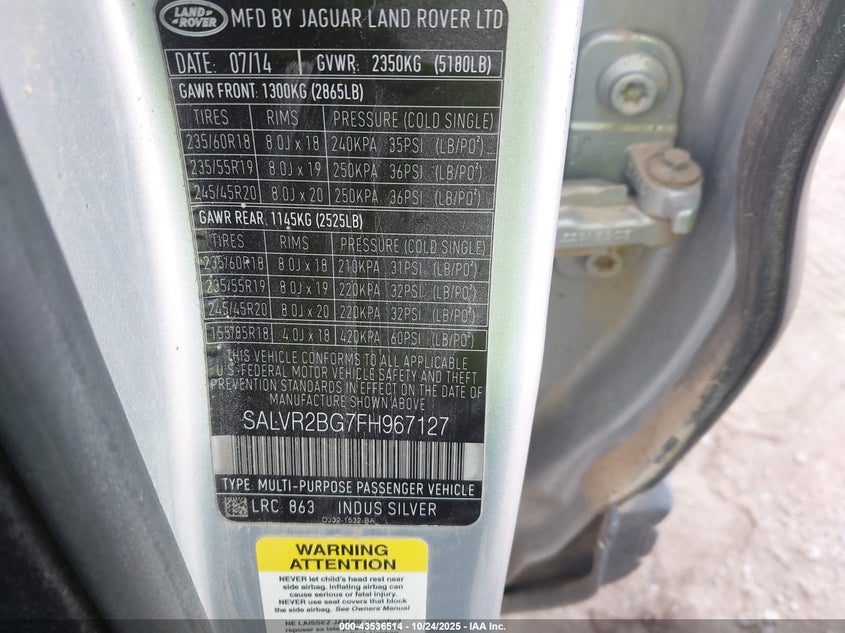 LAND ROVER MFD BY JAGUAR LAND ROVER LTD
DATE: 07/14 GVWR: 2350KG (5180LB)
GAWR FRONT: 1300KG (2865LB)
TIRES RIMS PRESSURE (COLD SINGLE)
235/60R18 8.0J x 18 240KPA 35PSI (LB/PO²)
235/55R19 8.0J x 19 250KPA 36PSI (LB/PO²)
245/45R20 8.0J x 20 250KPA 36PSI (LB/PO²)
GAWR REAR: 1145KG (2525LB)
TIRES RIMS PRESSURE (COLD SINGLE)
235/60R18 8.0J x 18 210KPA 31PSI (LB/PO²)
235/55R19 8.0J x 19 220KPA 32PSI (LB/PO²)
245/45R20 8.0J x 20 220KPA 32PSI (LB/PO²)
155/85R18 4.0J x 18 420KPA 60PSI (LB/PO²)
THIS VEHICLE CONFORMS TO ALL APPLICABLE
U.S. FEDERAL MOTOR VEHICLE SAFETY AND THEFT
PREVENTION STANDARDS IN EFFECT ON THE DATE
OF MANUFACTURE SHOWN ABOVE
SALVR2BG7FH967127
TYPE: MULTI-PURPOSE PASSENGER VEHICLE
LRC: 863 INDUS SILVER
DJ32-1532-BA
WARNING
ATTENTION
NEVER let child's head rest near
side airbag, inflating airbag can
cause serious or fatal injury.
NEVER use seat covers that block
the side airbag. See Owners' Manual
NE LAISSEZ
reposer sa
000-43536514 - 10/24/2025 - IAA Inc.